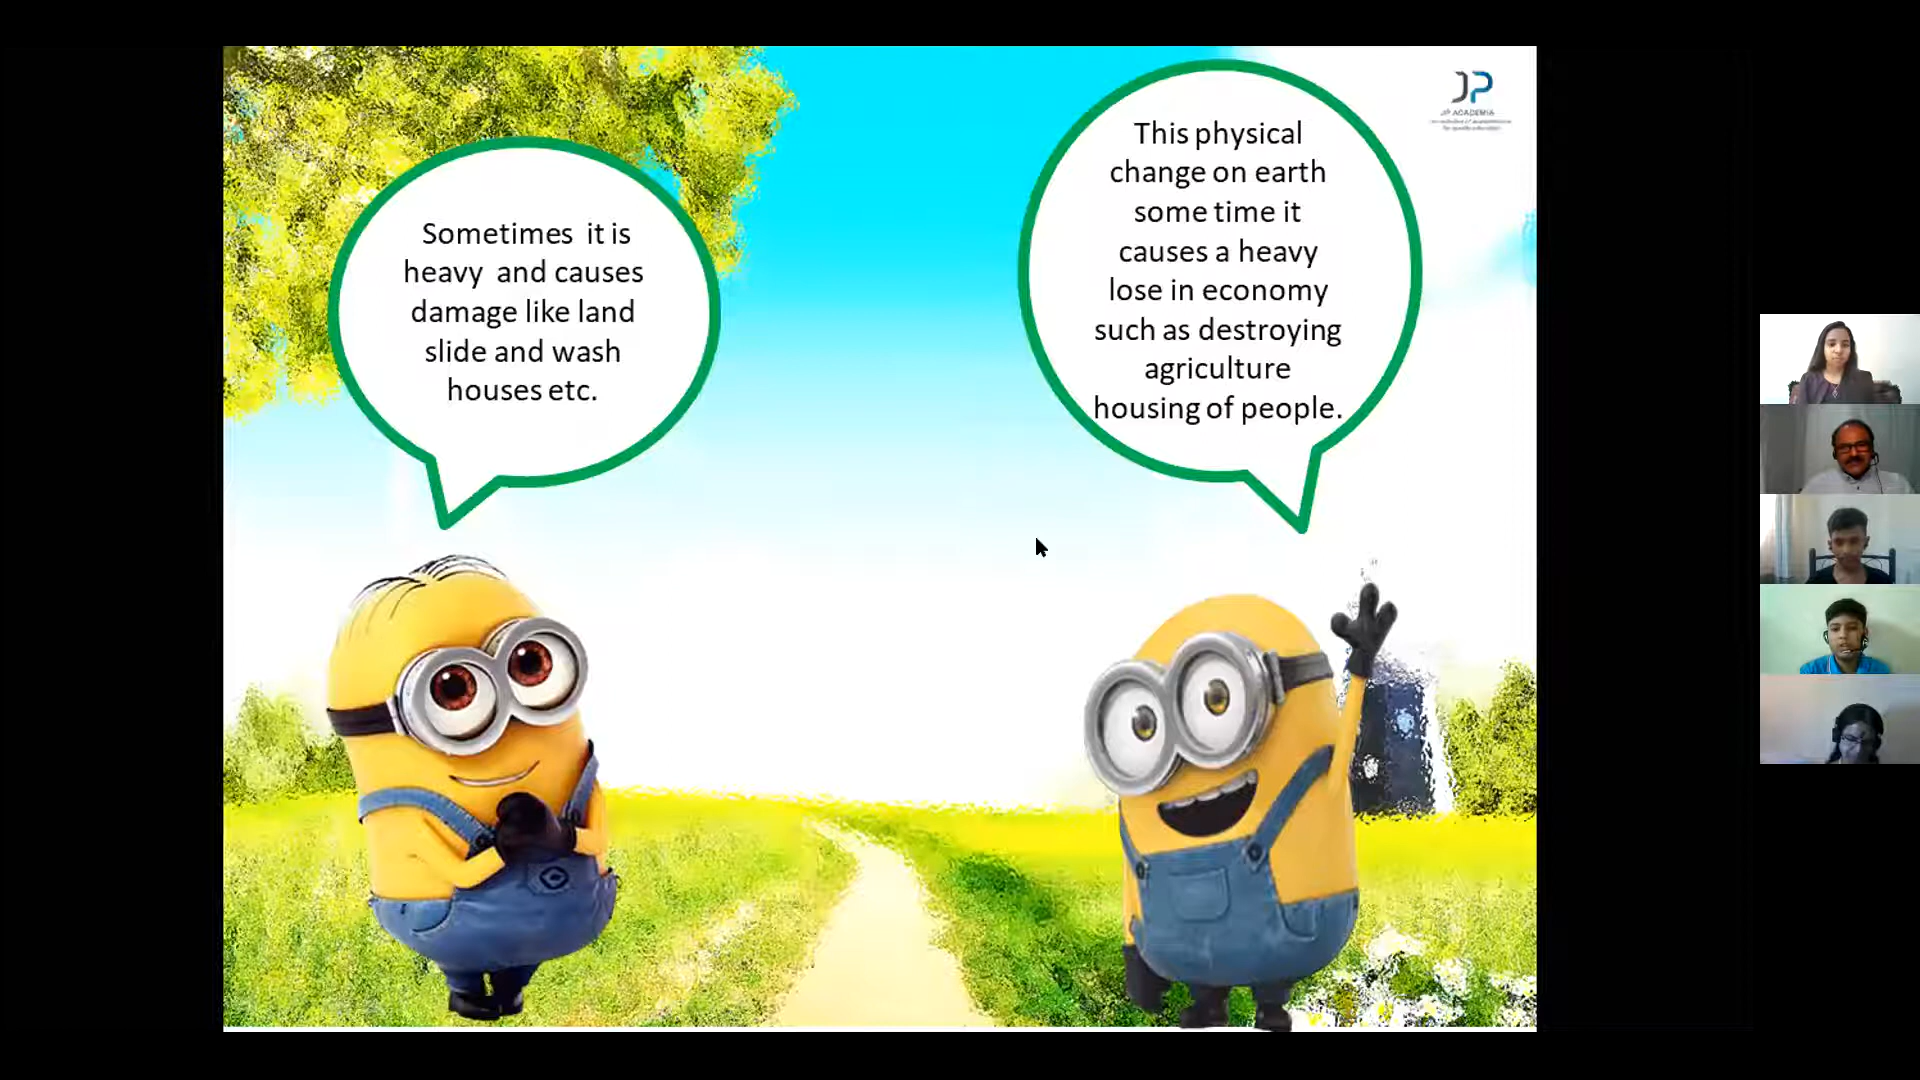 Sometimes it is
heavy and causes
damage like land
slide and wash
houses etc.
This physical
change on earth
some time it
causes a heavy
lose in economy
such as destroying
agriculture
housing of people.
JP
JP ACADEMIA